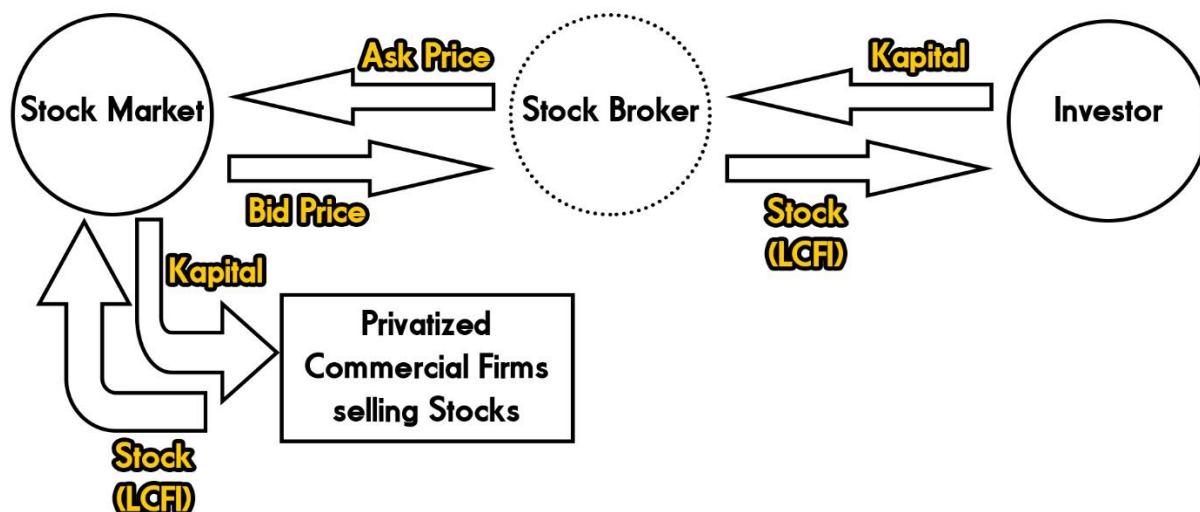 Ask Price
Kapital
Stock Market
Stock Broker
Investor
Bid Price
Stock
(LCFI)
Kapital
Privatized
Commercial Firms
selling Stocks
Stock
(LCFI)